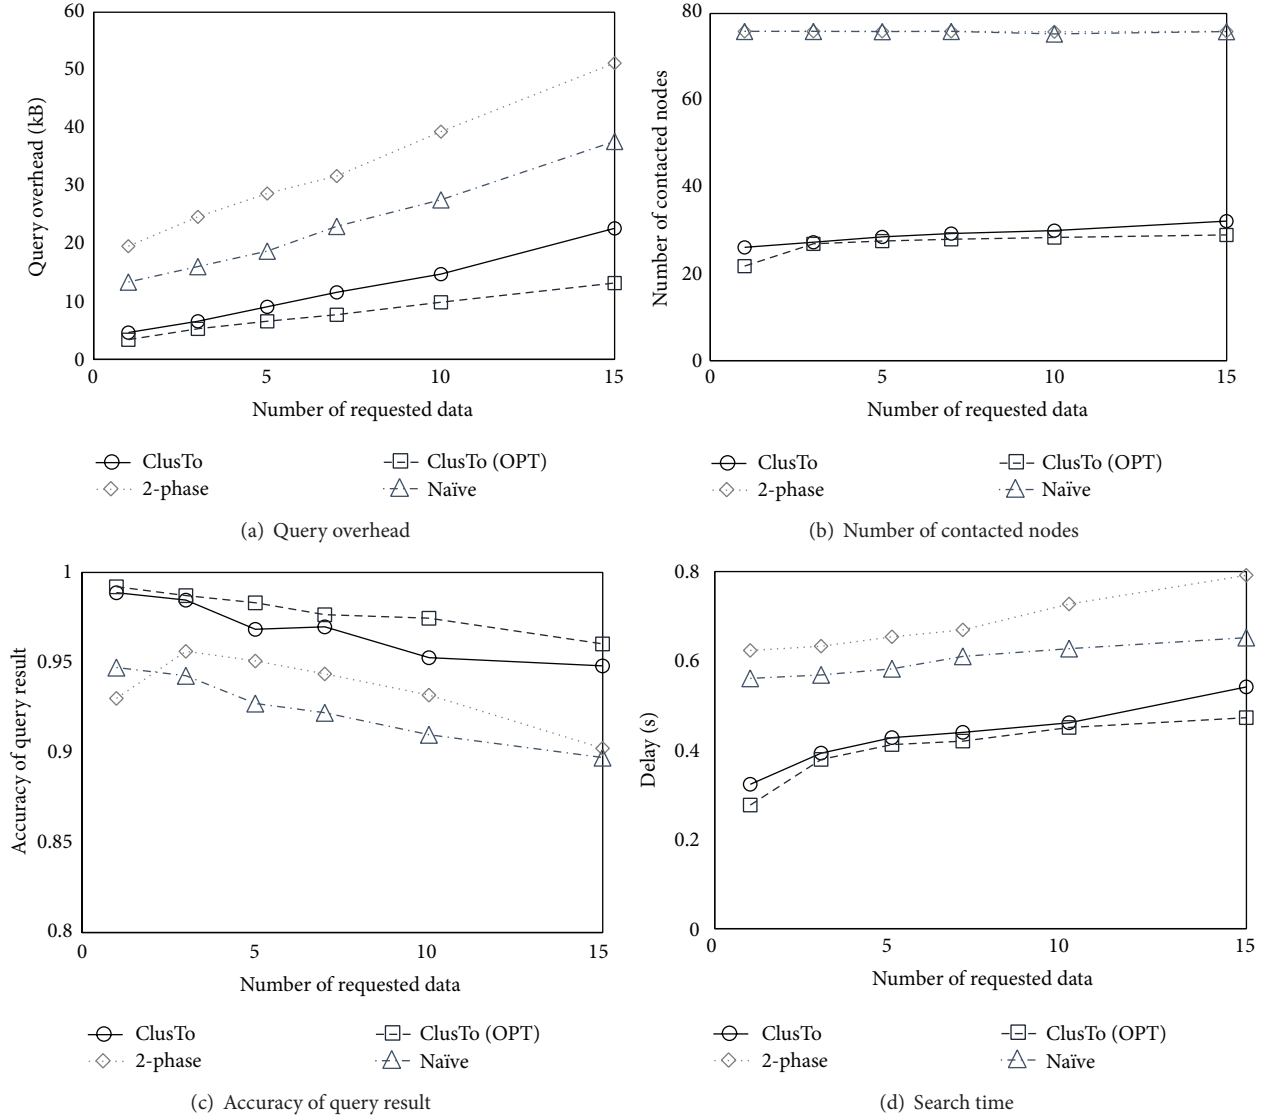 60
50
40
30
20
10
0
Query overhead (kB)
0 5 10 15
Number of requested data
ClusTo ClusTo (OPT)
2-phase Naïve
(a) Query overhead
80
60
40
20
0
Number of contacted nodes
0 5 10 15
Number of requested data
ClusTo ClusTo (OPT)
2-phase Naïve
(b) Number of contacted nodes
1
0.95
0.9
0.85
0.8
Accuracy of query result
0 5 10 15
Number of requested data
ClusTo ClusTo (OPT)
2-phase Naïve
(c) Accuracy of query result
0.8
0.6
0.4
0.2
0
Delay (s)
0 5 10 15
Number of requested data
ClusTo ClusTo (OPT)
2-phase Naïve
(d) Search time